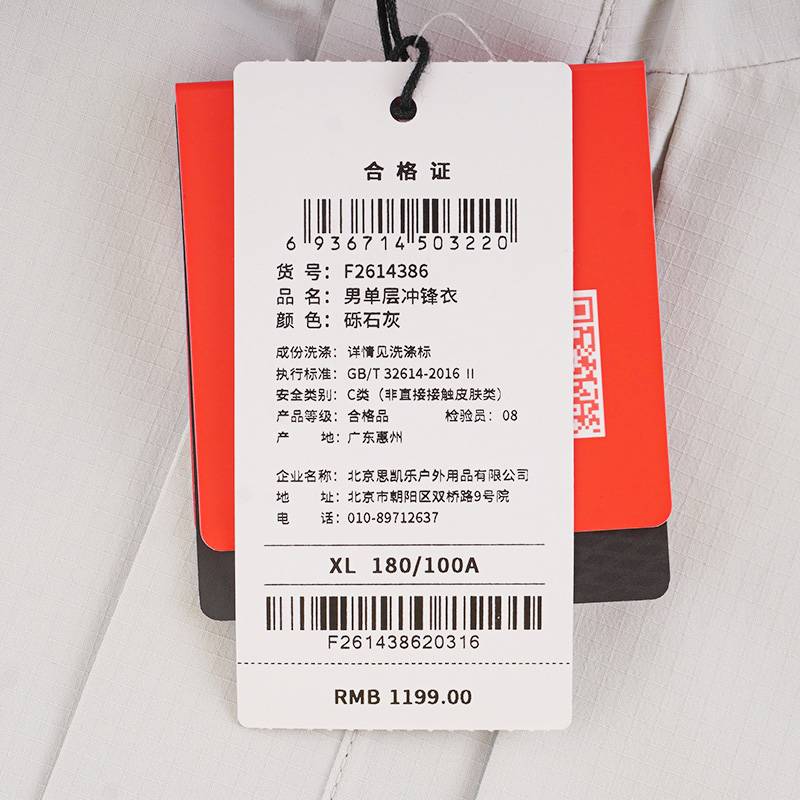 合格证
6 936714 503220
货 号：F2614386
品 名：男单层冲锋衣
颜 色：砾石灰
成份洗涤：详情见洗涤标
执行标准：GB/T 32614-2016 II
安全类别：C类（非直接接触皮肤类）
产品等级：合格品 检验员：08
产 地：广东惠州
企业名称：北京思凯乐户外用品有限公司
地 址：北京市朝阳区双桥路9号院
电 话：010-89712637
XL 180/100A
F261438620316
RMB 1199.00